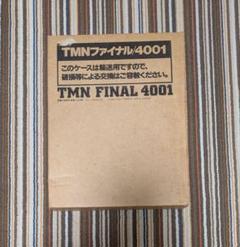 TMNファイナル/4001
このケースは輸送用ですので、
破損等による交換はご容赦ください。
TMN FINAL 4001